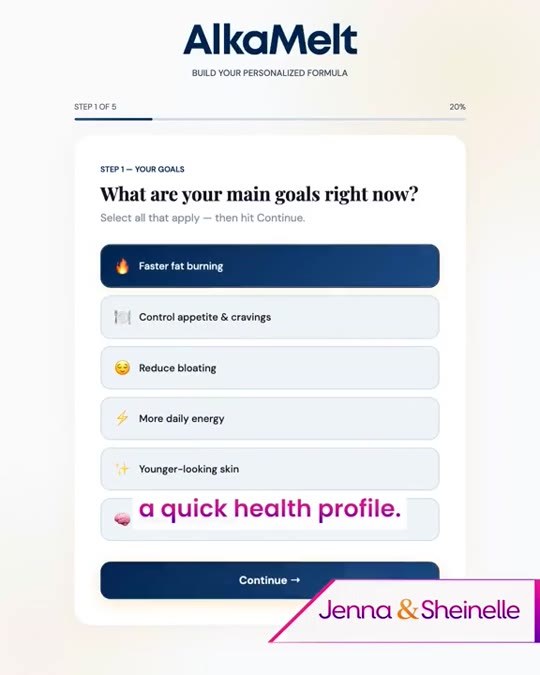 AlkaMelt
BUILD YOUR PERSONALIZED FORMULA
STEP 1 OF 5
20%
STEP 1 — YOUR GOALS
What are your main goals right now?
Select all that apply — then hit Continue.
Faster fat burning
Control appetite & cravings
Reduce bloating
More daily energy
Younger-looking skin
a quick health profile.
Continue →
Jenna & Sheinelle